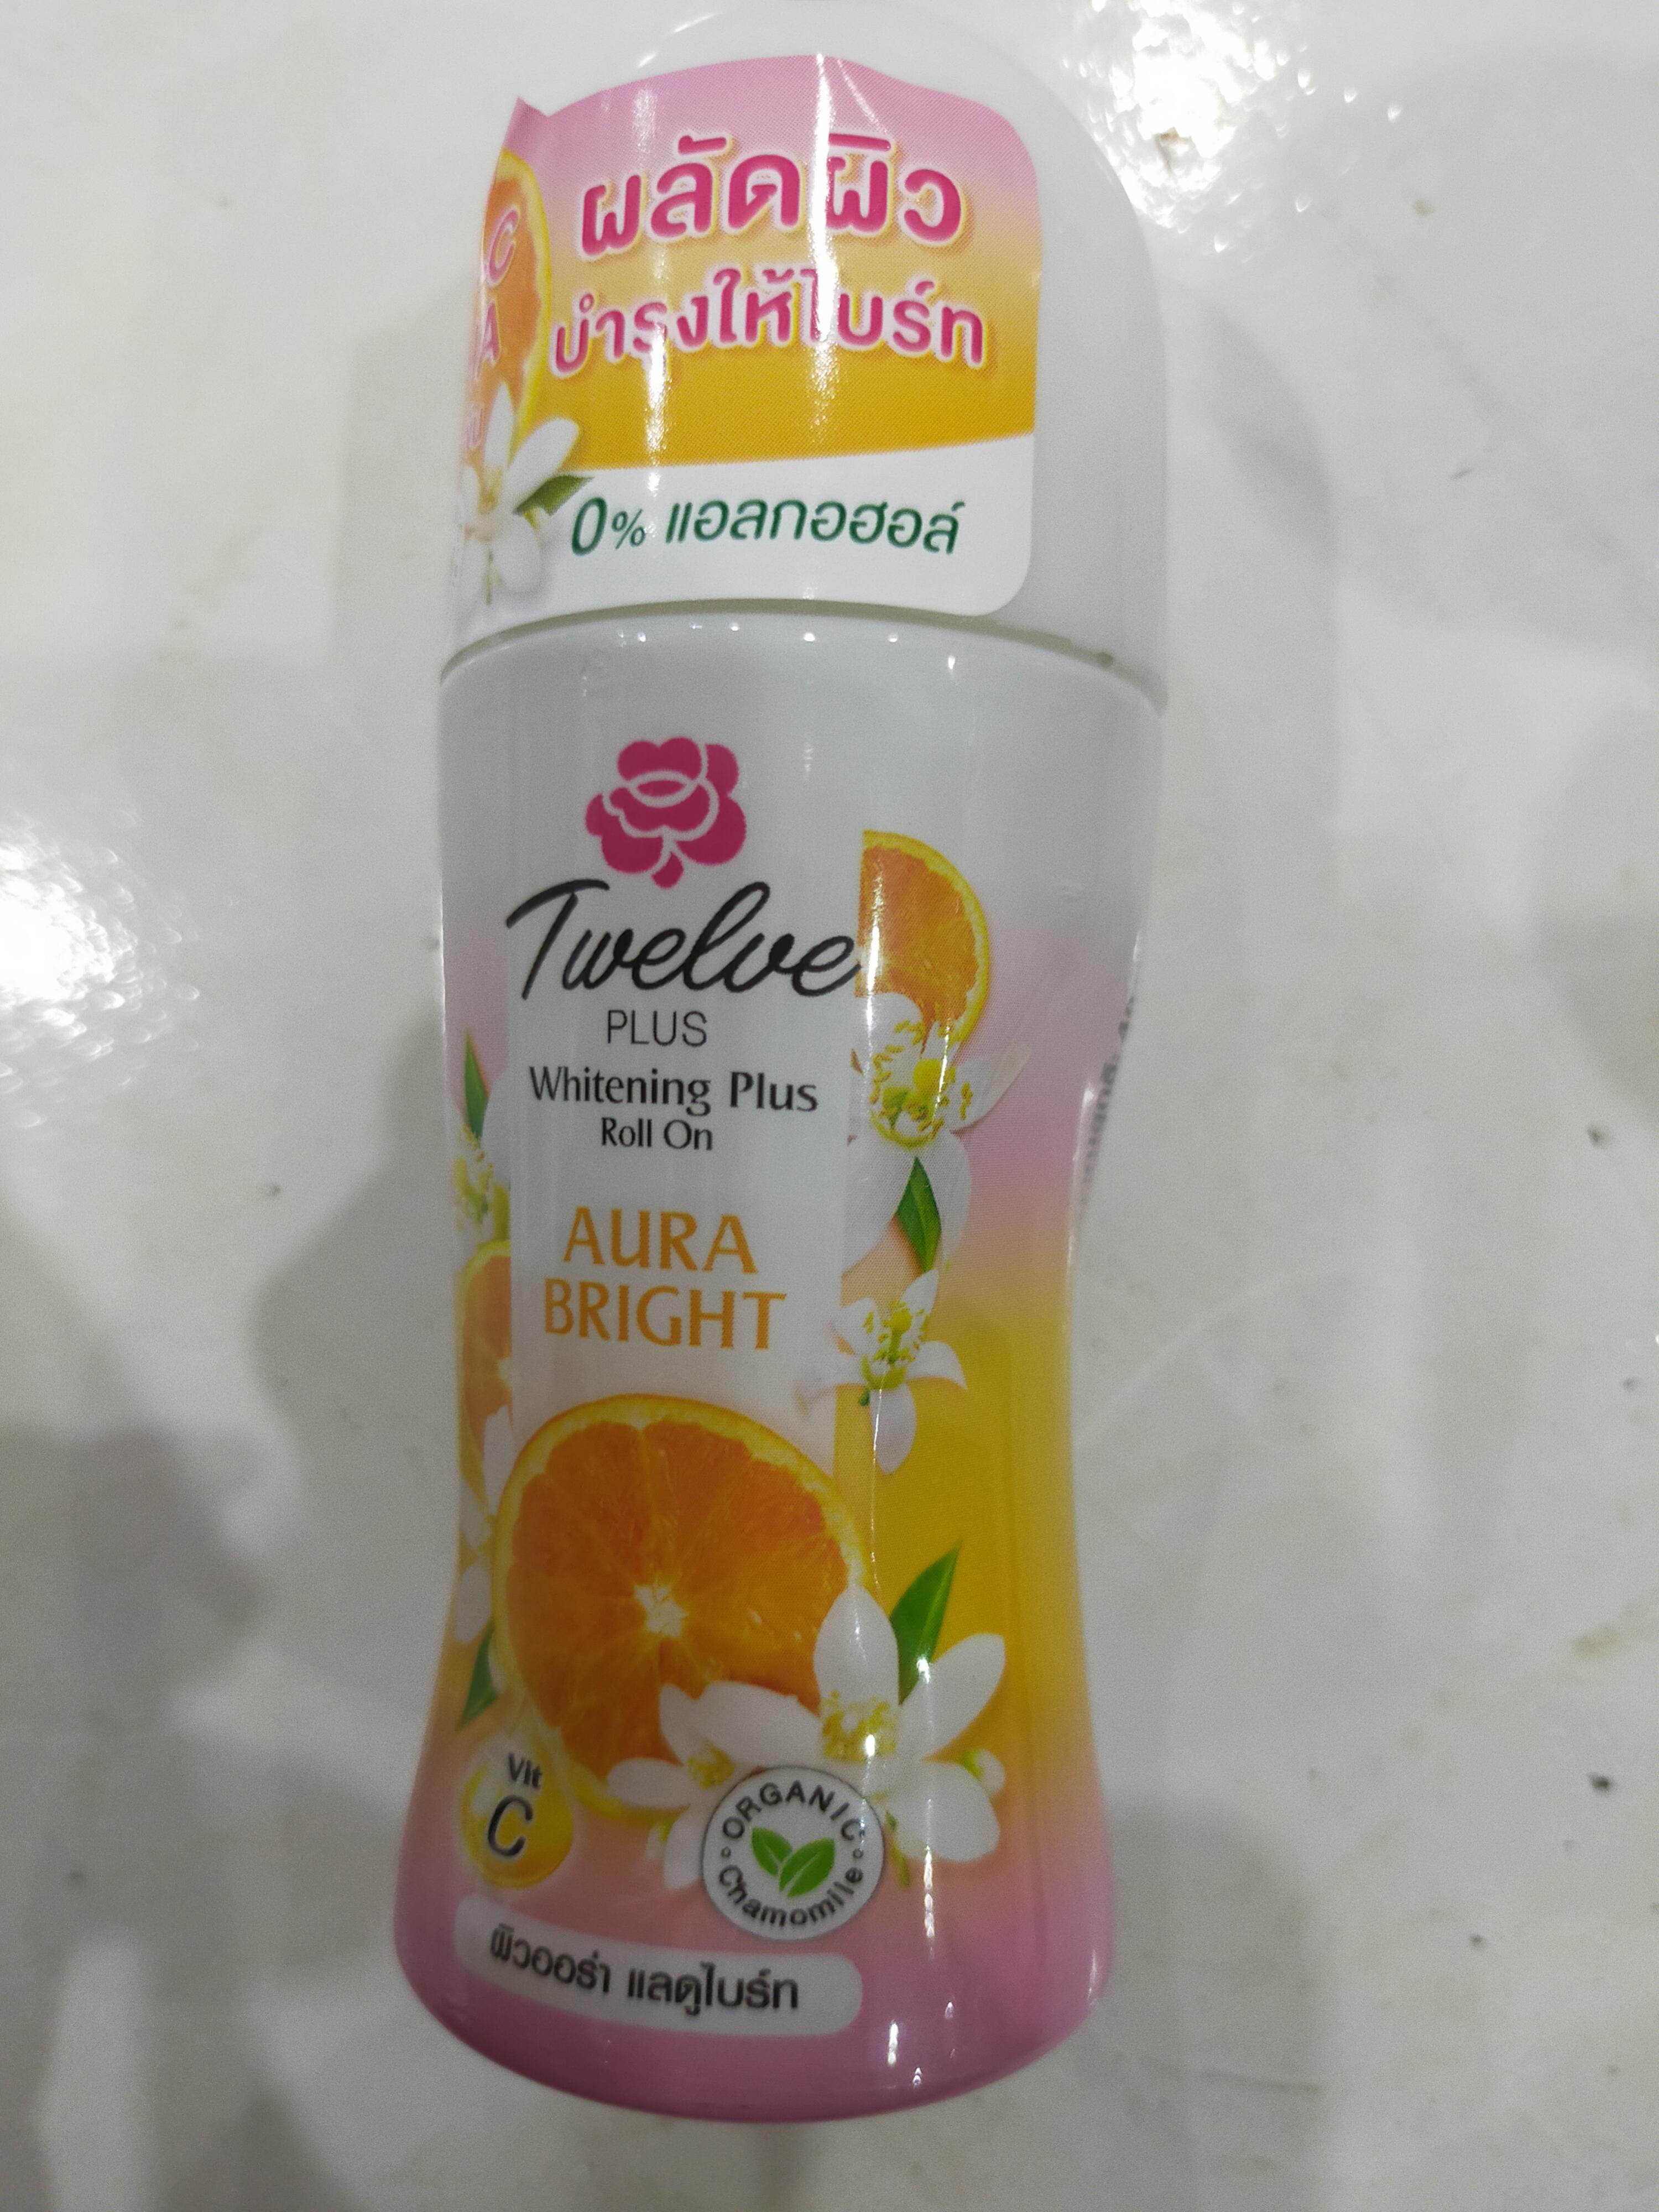 ผลัดผิว
บำรุงให้ไบร์ท
0% แอลกอฮอล์
Twelve
PLUS
Whitening Plus
Roll On
AURA
BRIGHT
Vit
C
ORGANIC
Chamomile
ผิวออร่า แลดูไบร์ท